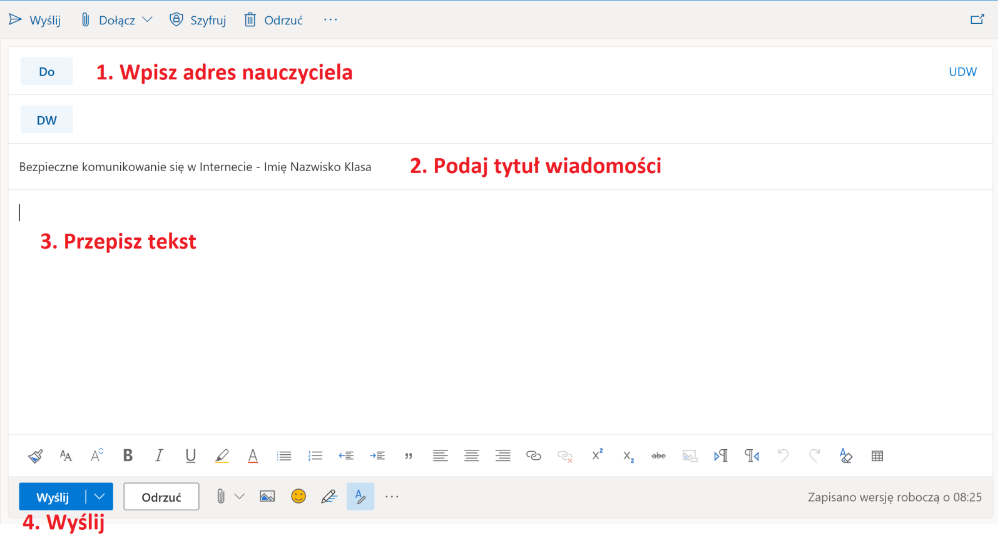 Wyślij Dołącz Szyfruj Odrzuć ...
Do 1. Wpisz adres nauczyciela UDW
DW
Bezpieczne komunikowanie się w Internecie - Imię Nazwisko Klasa 2. Podaj tytuł wiadomości
3. Przepisz tekst
Wyślij Odrzuć ... Zapisano wersję roboczą o 08:25
4. Wyślij